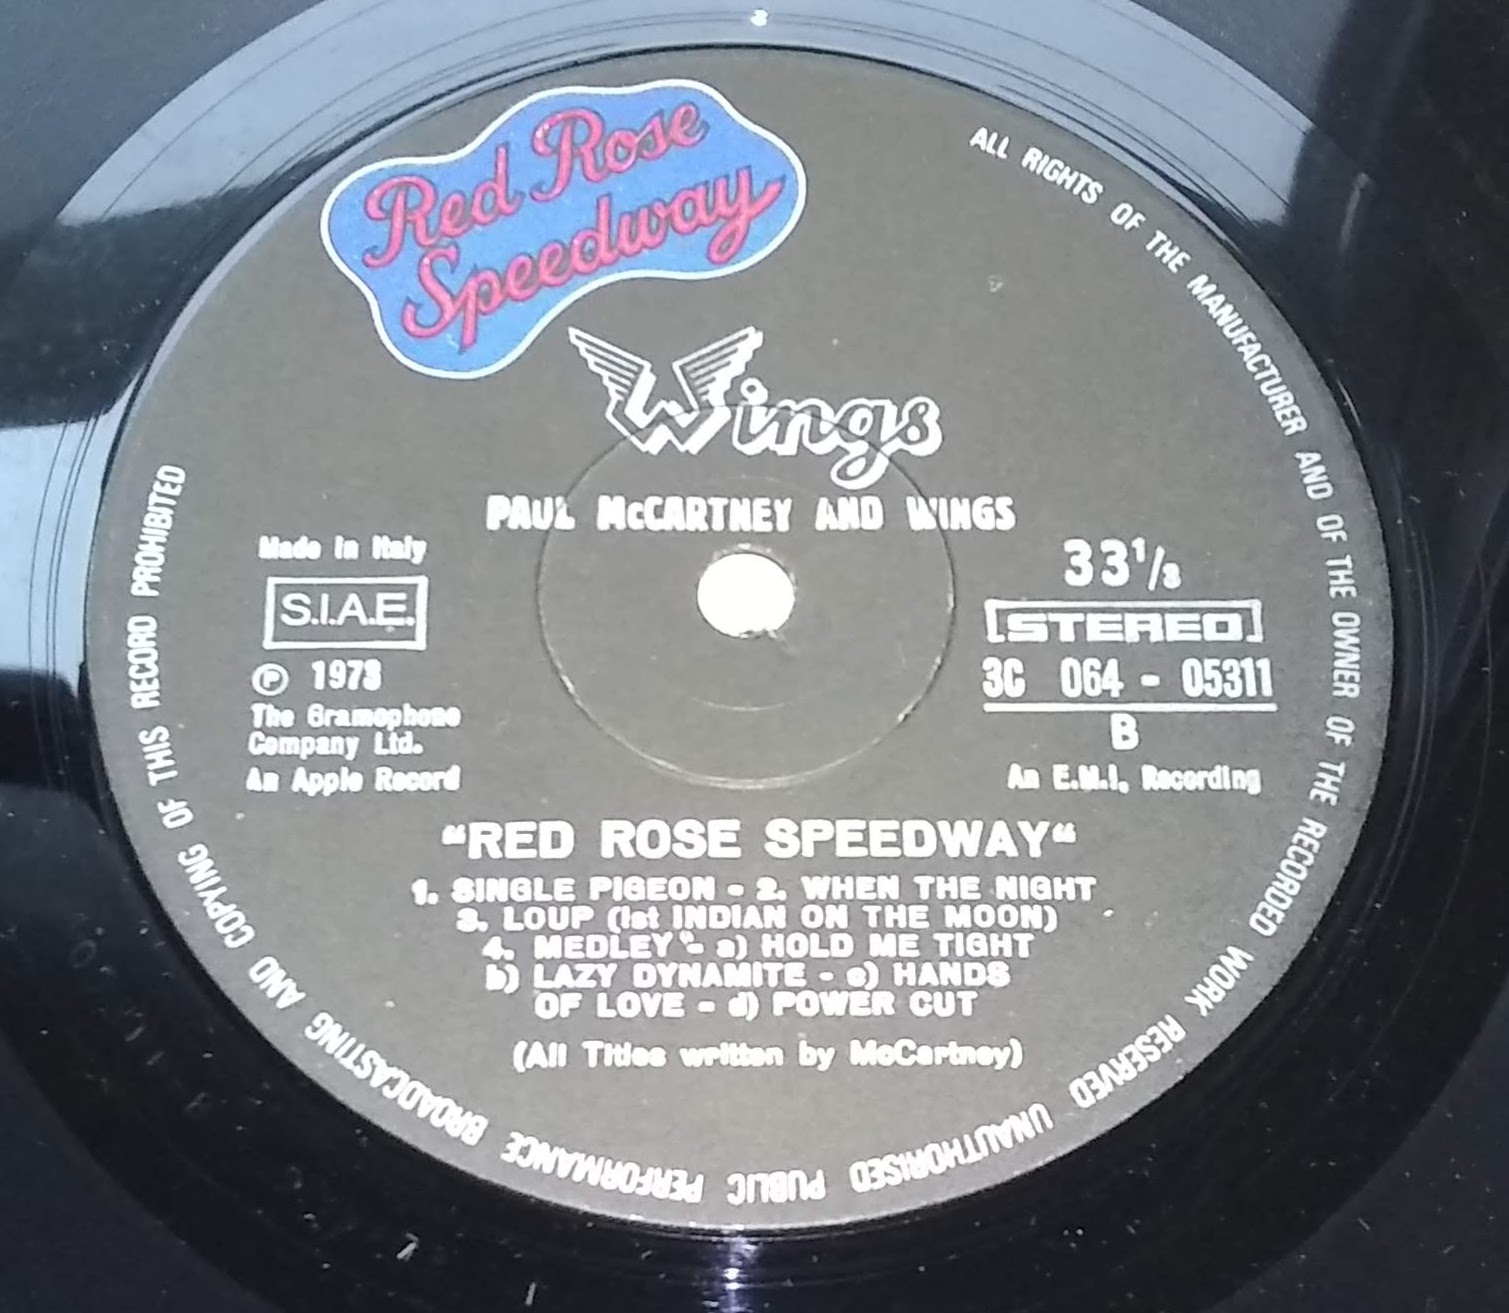 Red Rose
Speedway
Wings
PAUL McCARTNEY AND WINGS
Made in Italy
S.I.A.E.
℗ 1973
The Gramophone
Company Ltd.
An Apple Record
33 1/3
STEREO
3C 064 - 05311
B
An E.M.I. Recording
"RED ROSE SPEEDWAY"
1. SINGLE PIGEON - 2. WHEN THE NIGHT
3. LOUP (Ist INDIAN ON THE MOON)
4. MEDLEY - a) HOLD ME TIGHT
b) LAZY DYNAMITE - c) HANDS
OF LOVE - d) POWER CUT
(All Titles written by McCartney)
ALL RIGHTS OF THE MANUFACTURER AND OF THE OWNER OF THE RECORDED WORK RESERVED UNAUTHORISED PUBLIC PERFORMANCE BROADCASTING AND COPYING OF THIS RECORD PROHIBITED